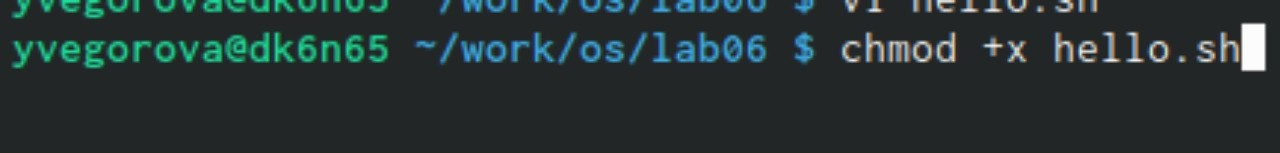 yvegorova@dk6n65 ~/work/os/lab06 $ vi hello.sh
yvegorova@dk6n65 ~/work/os/lab06 $ chmod +x hello.sh